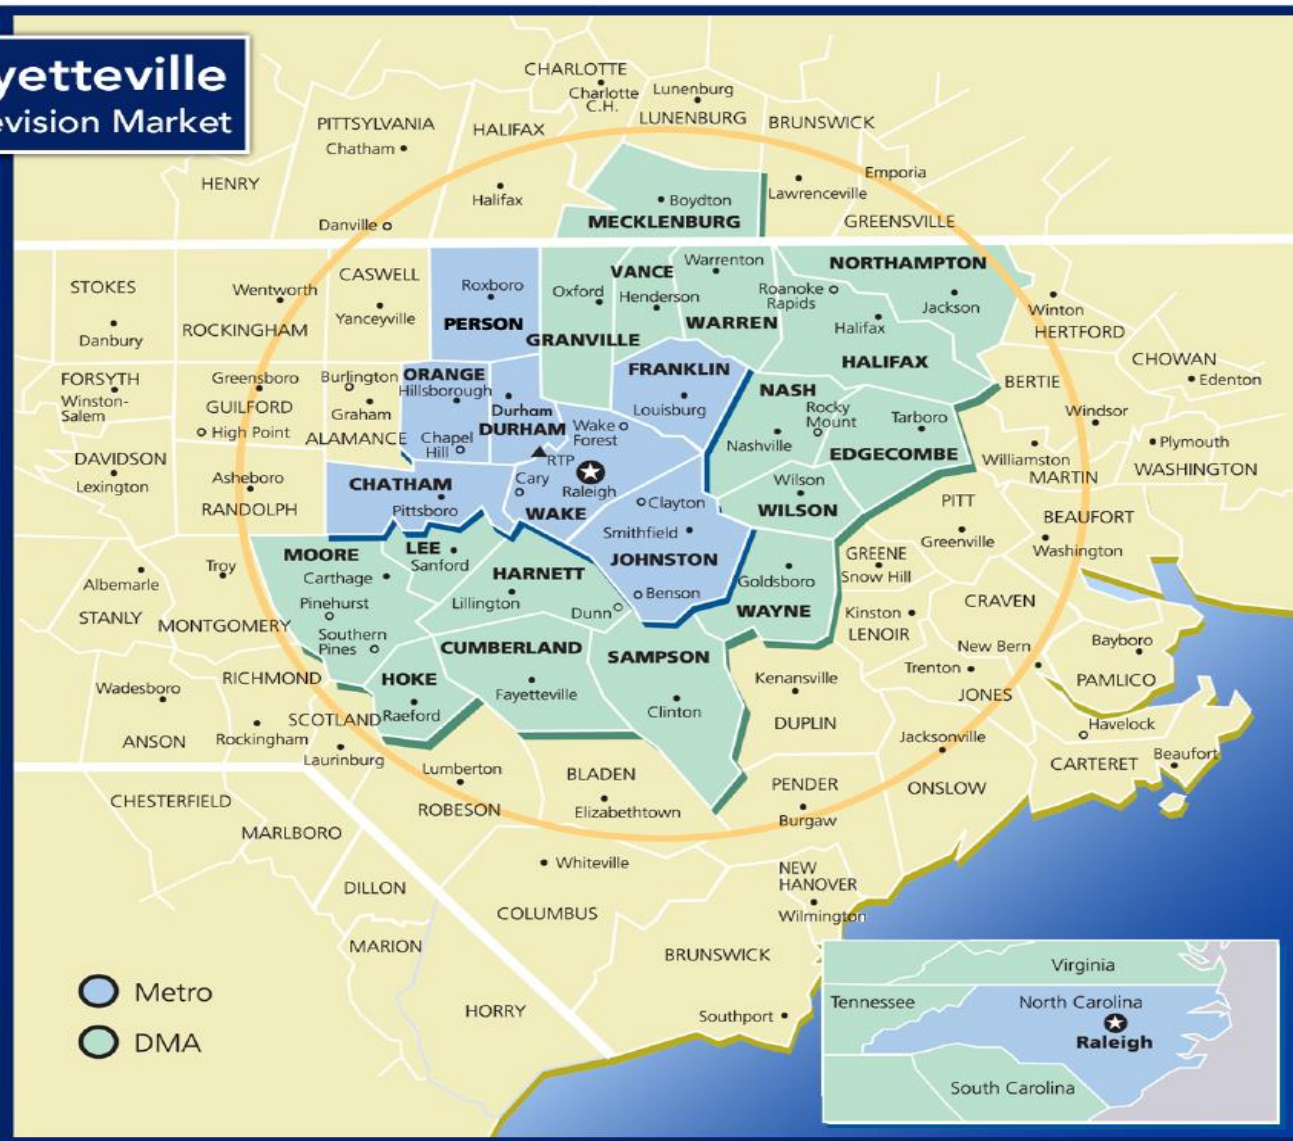 yetteville
evision Market
CHARLOTTE
Charlotte
C.H.
Lunenburg
LUNENBURG
BRUNSWICK
PITTSYLVANIA
Chatham
HALIFAX
Halifax
HENRY
Danville
Boydton
MECKLENBURG
Lawrenceville
Emporia
GREENSVILLE
STOKES
Danbury
Wentworth
ROCKINGHAM
CASWELL
Yanceyville
Roxboro
PERSON
Oxford
GRANVILLE
VANCE
Henderson
Warrenton
WARREN
NORTHAMPTON
Roanoke
Rapids
Jackson
Halifax
HALIFAX
Winton
HERTFORD
CHOWAN
Edenton
FORSYTH
Winston-
Salem
Greensboro
GUILFORD
High Point
Burlington
Graham
ALAMANCE
ORANGE
Hillsborough
Chapel
Hill
Durham
DURHAM
RTP
FRANKLIN
Louisburg
Wake
Forest
NASH
Rocky
Mount
Nashville
Tarboro
EDGECOMBE
BERTIE
Windsor
Williamston
MARTIN
Plymouth
WASHINGTON
DAVIDSON
Lexington
Asheboro
RANDOLPH
CHATHAM
Pittsboro
Cary
Raleigh
WAKE
Clayton
Smithfield
JOHNSTON
Benson
Wilson
WILSON
PITT
Greenville
BEAUFORT
Washington
MOORE
Carthage
Pinehurst
Southern
Pines
LEE
Sanford
HARNETT
Lillington
Dunn
Goldsboro
WAYNE
GREENE
Snow Hill
Kinston
LENOIR
CRAVEN
New Bern
Trenton
JONES
Bayboro
PAMLICO
Albemarle
STANLY
Troy
MONTGOMERY
CUMBERLAND
Fayetteville
SAMPSON
Clinton
HOKE
Raeford
Kenansville
DUPLIN
Wadesboro
ANSON
RICHMOND
Rockingham
SCOTLAND
Laurinburg
Lumberton
ROBESON
BLADEN
Elizabethtown
PENDER
Burgaw
Jacksonville
ONSLOW
Havelock
CARTERET
Beaufort
CHESTERFIELD
MARLBORO
DILLON
MARION
Whiteville
COLUMBUS
NEW
HANOVER
Wilmington
BRUNSWICK
Southport
HORRY
Metro
DMA
Virginia
Tennessee
North Carolina
Raleigh
South Carolina